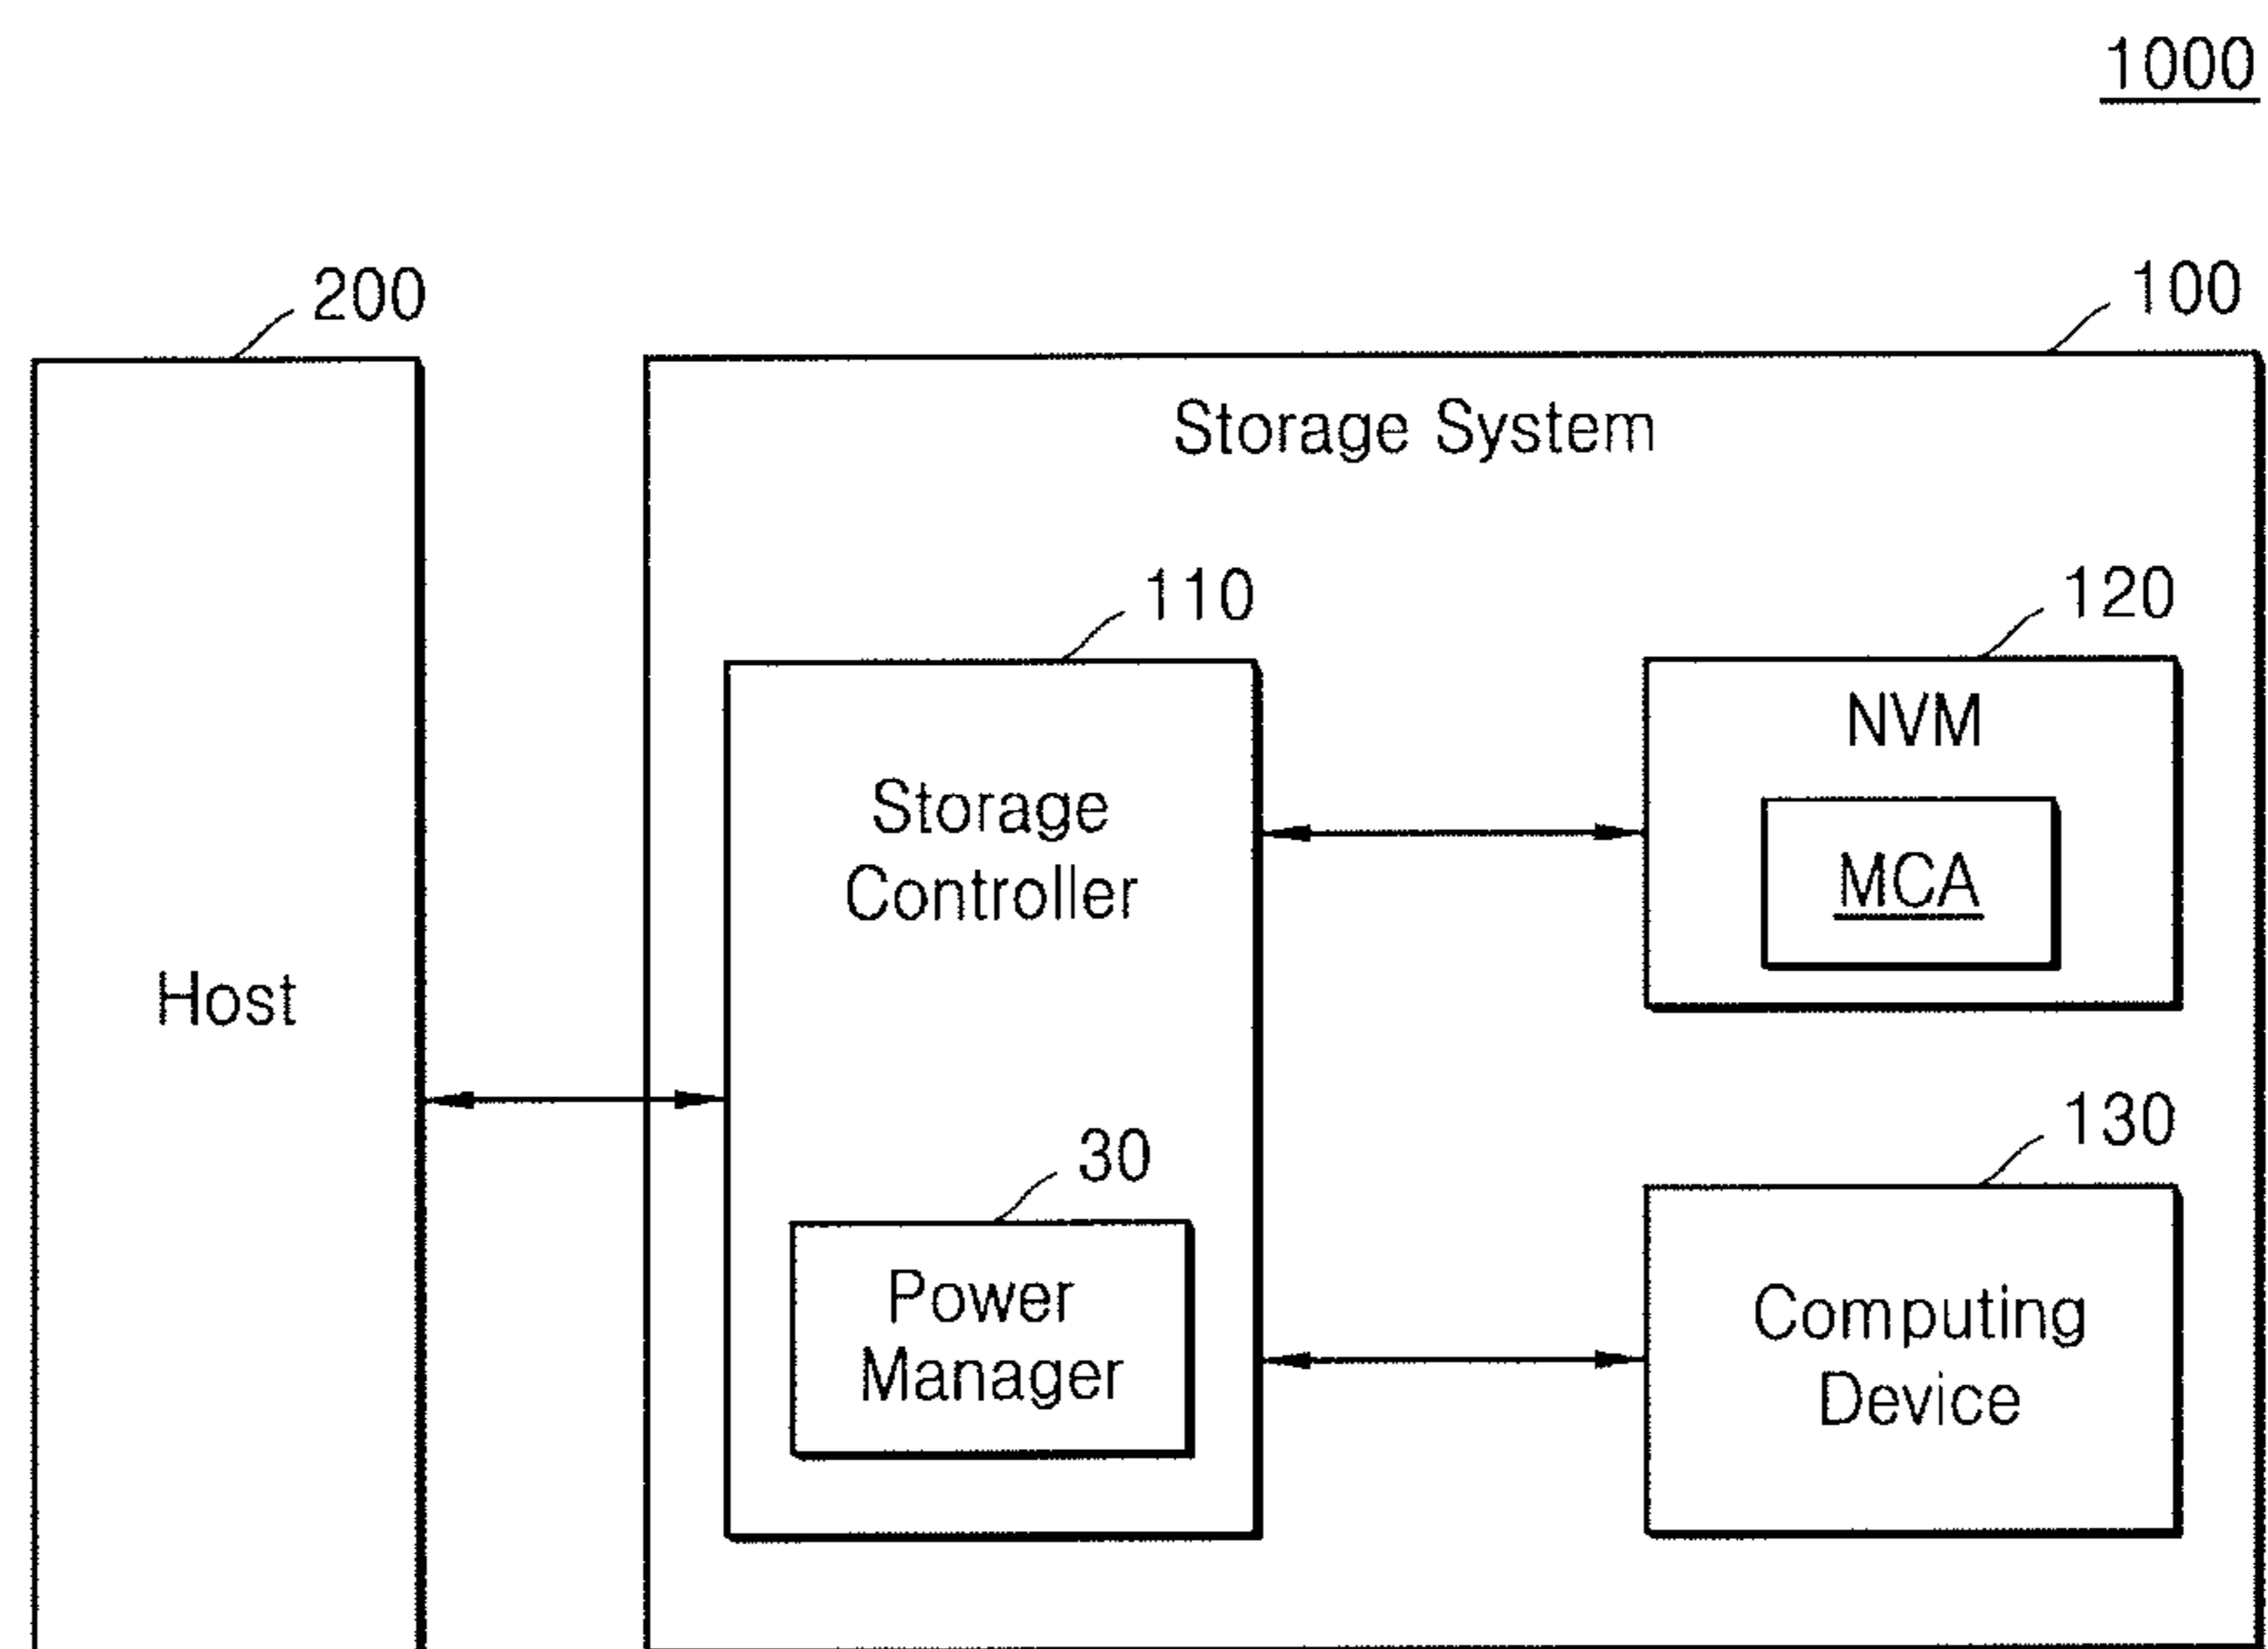 1000
200
100
Storage System
110
120
Storage
Controller
NVM
MCA
Host
30
130
Power
Manager
Computing
Device